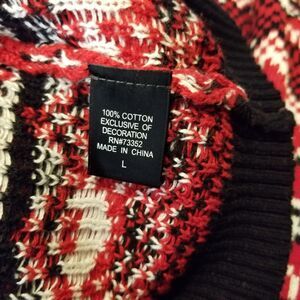 100% COTTON
EXCLUSIVE OF
DECORATION
RN#73352
MADE IN CHINA
L